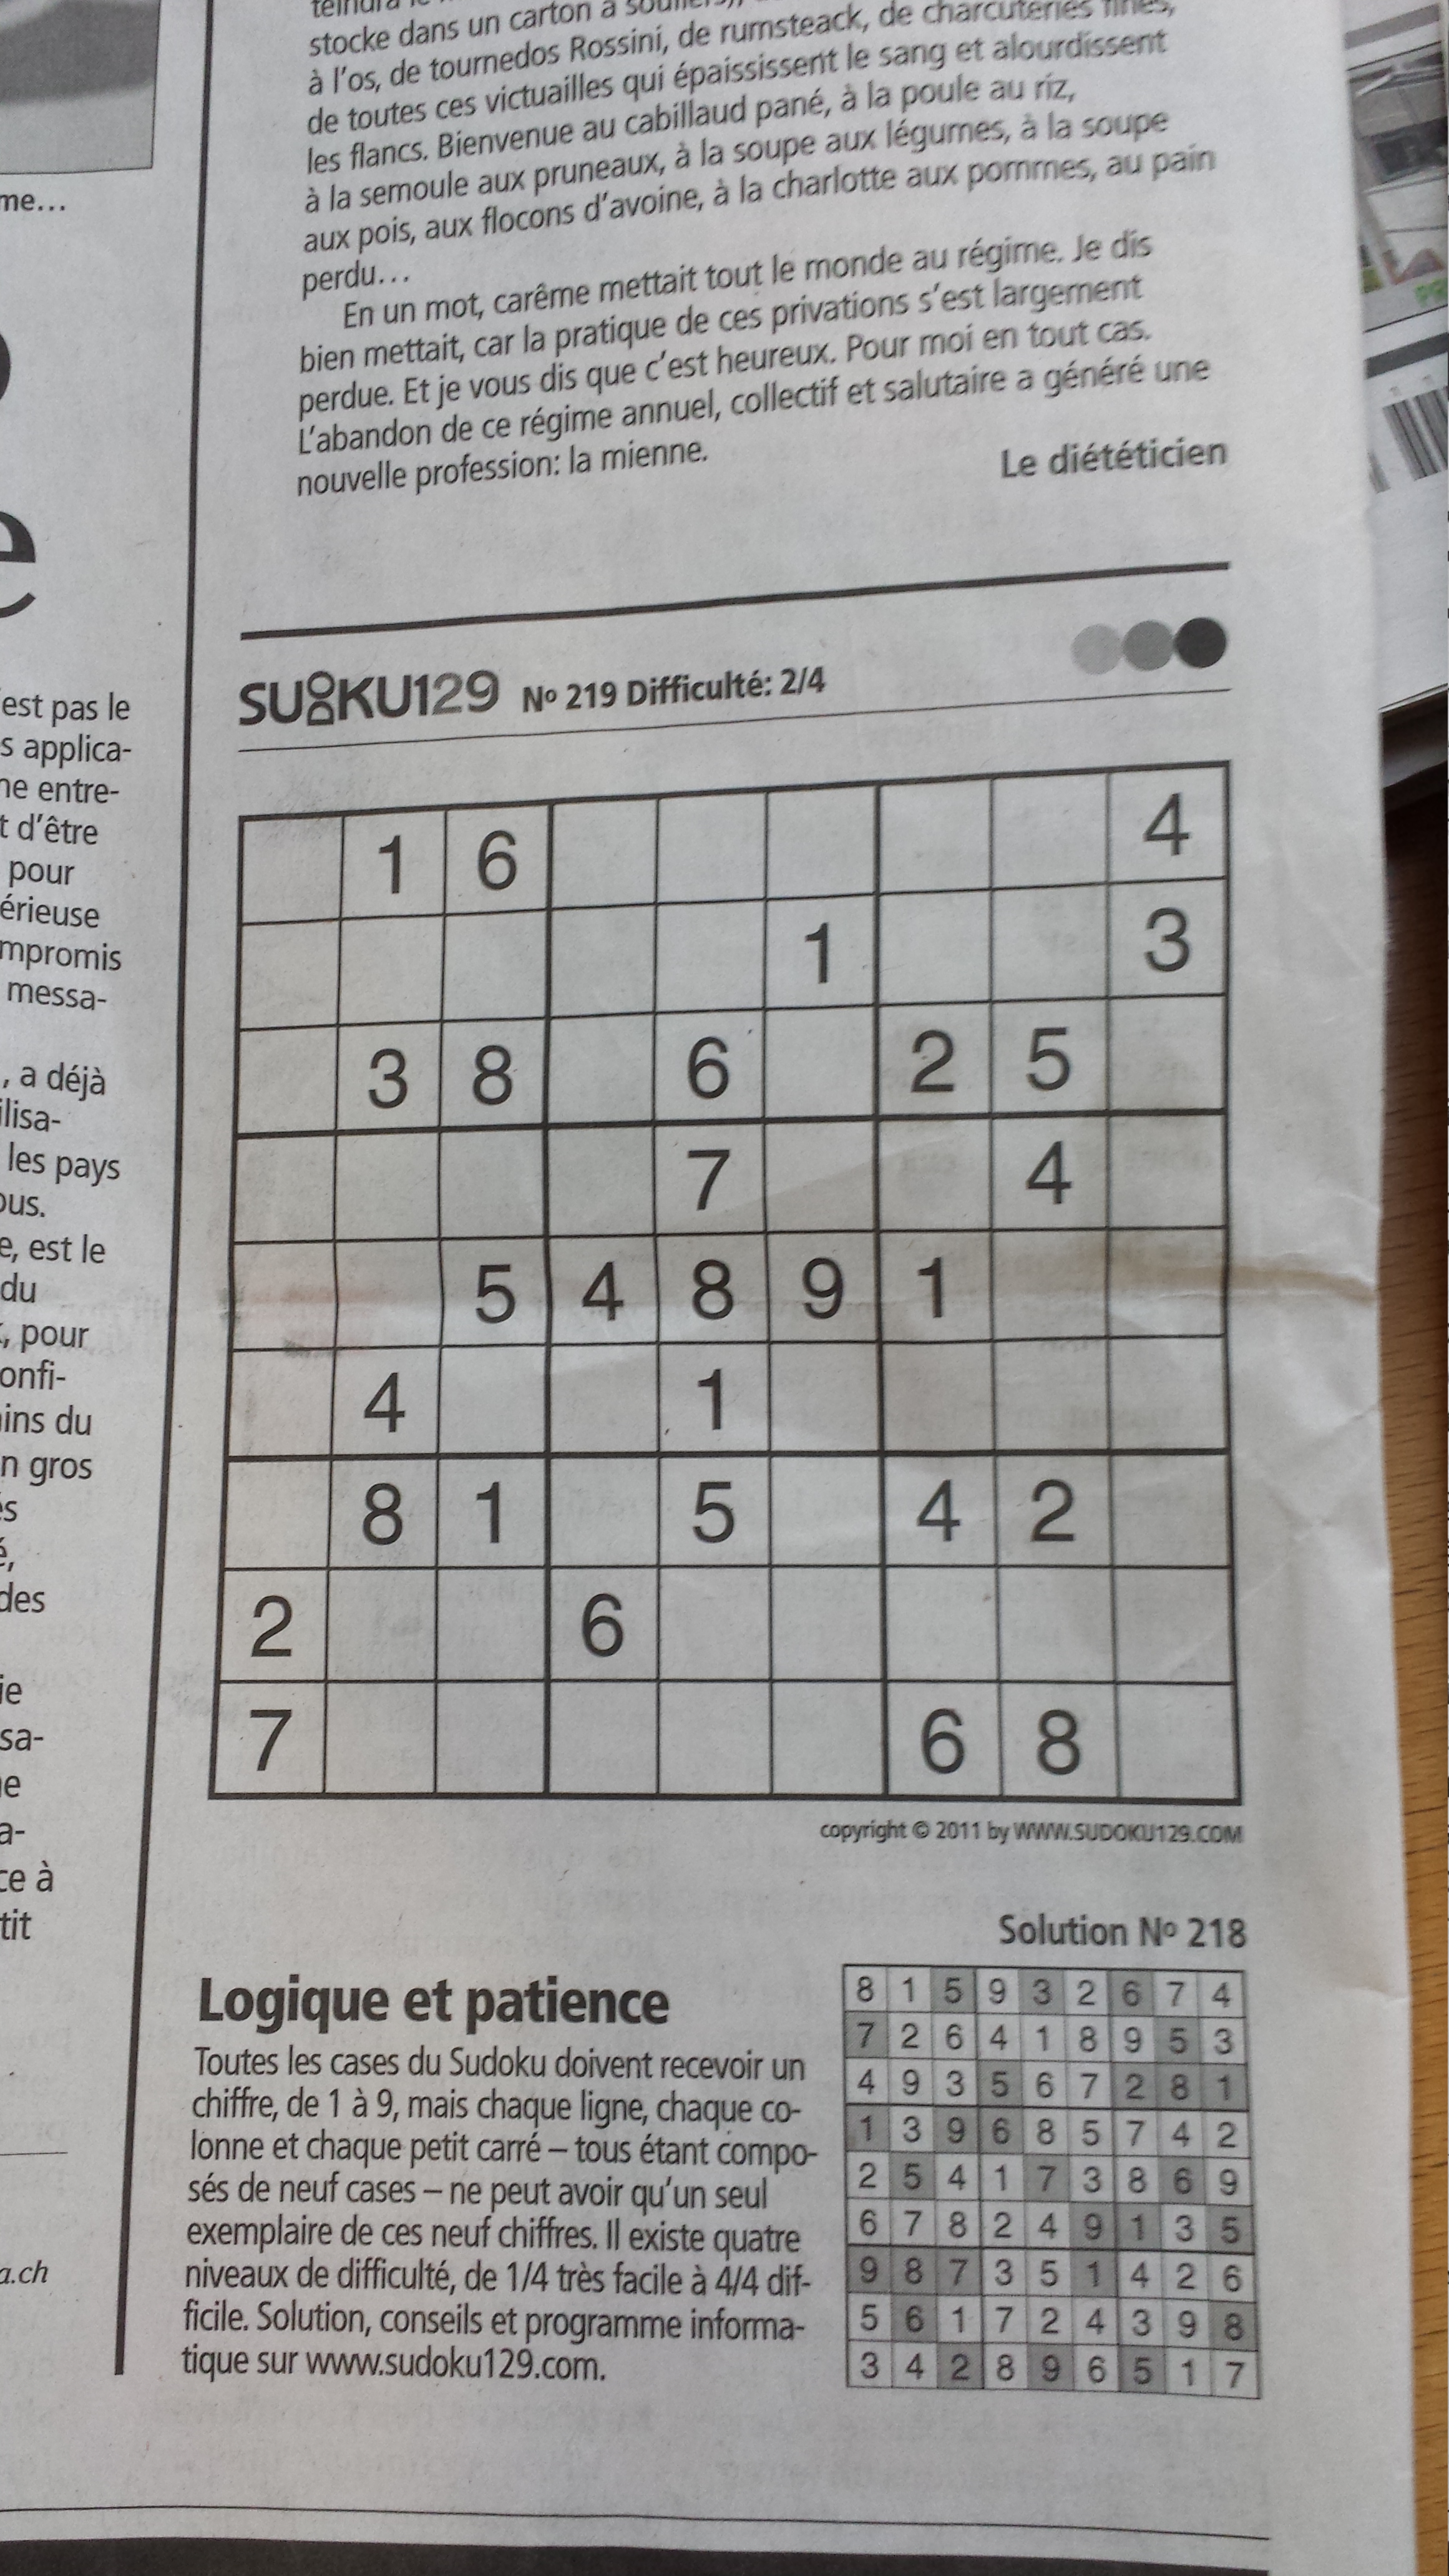 stocke dans un carton à
à l'os, de tournedos Rossini, de rumsteack, de charcuteries fines,
de toutes ces victuailles qui épaississent le sang et alourdissent
les flancs. Bienvenue au cabillaud pané, à la poule au riz,
à la semoule aux pruneaux, à la soupe aux légumes, à la soupe
aux pois, aux flocons d'avoine, à la charlotte aux pommes, au pain
perdu…
En un mot, carême mettait tout le monde au régime. Je dis
bien mettait, car la pratique de ces privations s'est largement
perdue. Et je vous dis que c'est heureux. Pour moi en tout cas.
L'abandon de ce régime annuel, collectif et salutaire a généré une
nouvelle profession: la mienne.
Le diététicien
me…
e
est pas le
s applica-
ne entre-
t d'être
pour
érieuse
mpromis
messa-
, a déjà
ilisa-
les pays
ous.
e, est le
du
, pour
onfi-
ins du
n gros
és
é,
des
ie
sa-
ne
a-
ce à
tit
a.ch
SUDOKU129 No 219 Difficulté: 2/4
1 6 4
1 3
3 8 6 2 5
7 4
5 4 8 9 1
4 1
8 1 5 4 2
2 6
7 6 8
copyright © 2011 by WWW.SUDOKU129.COM
Logique et patience
Toutes les cases du Sudoku doivent recevoir un
chiffre, de 1 à 9, mais chaque ligne, chaque co-
lonne et chaque petit carré – tous étant compo-
sés de neuf cases – ne peut avoir qu'un seul
exemplaire de ces neuf chiffres. Il existe quatre
niveaux de difficulté, de 1/4 très facile à 4/4 dif-
ficile. Solution, conseils et programme informa-
tique sur www.sudoku129.com.
Solution No 218
8 1 5 9 3 2 6 7 4
7 2 6 4 1 8 9 5 3
4 9 3 5 6 7 2 8 1
1 3 9 6 8 5 7 4 2
2 5 4 1 7 3 8 6 9
6 7 8 2 4 9 1 3 5
9 8 7 3 5 1 4 2 6
5 6 1 7 2 4 3 9 8
3 4 2 8 9 6 5 1 7